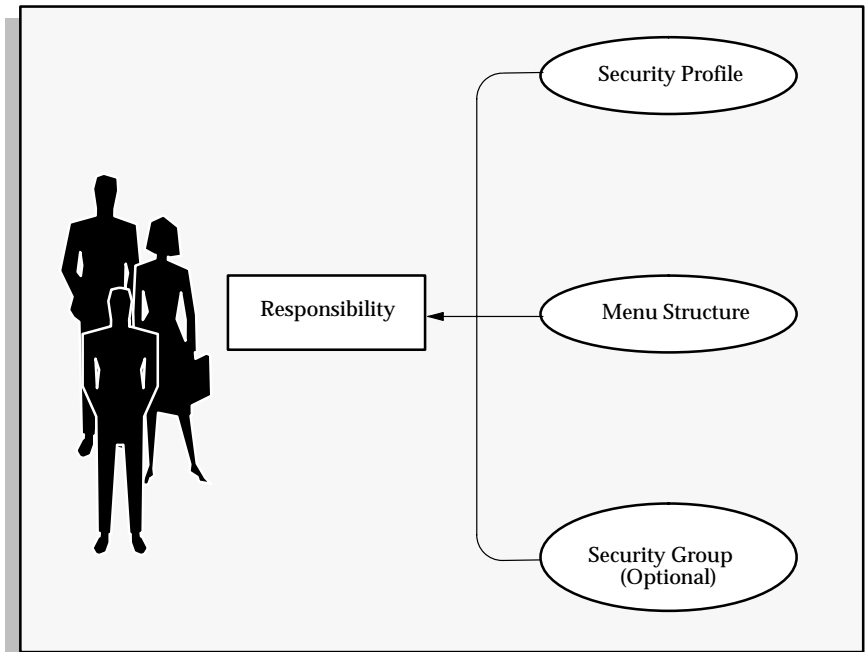 Security Profile
Responsibility
Menu Structure
Security Group
(Optional)